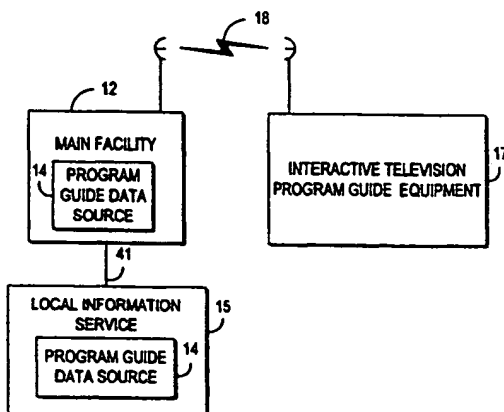 18
12
MAIN FACILITY
14
PROGRAM
GUIDE DATA
SOURCE
INTERACTIVE TELEVISION
PROGRAM GUIDE EQUIPMENT
17
41
LOCAL INFORMATION
SERVICE
15
PROGRAM GUIDE
DATA SOURCE
14